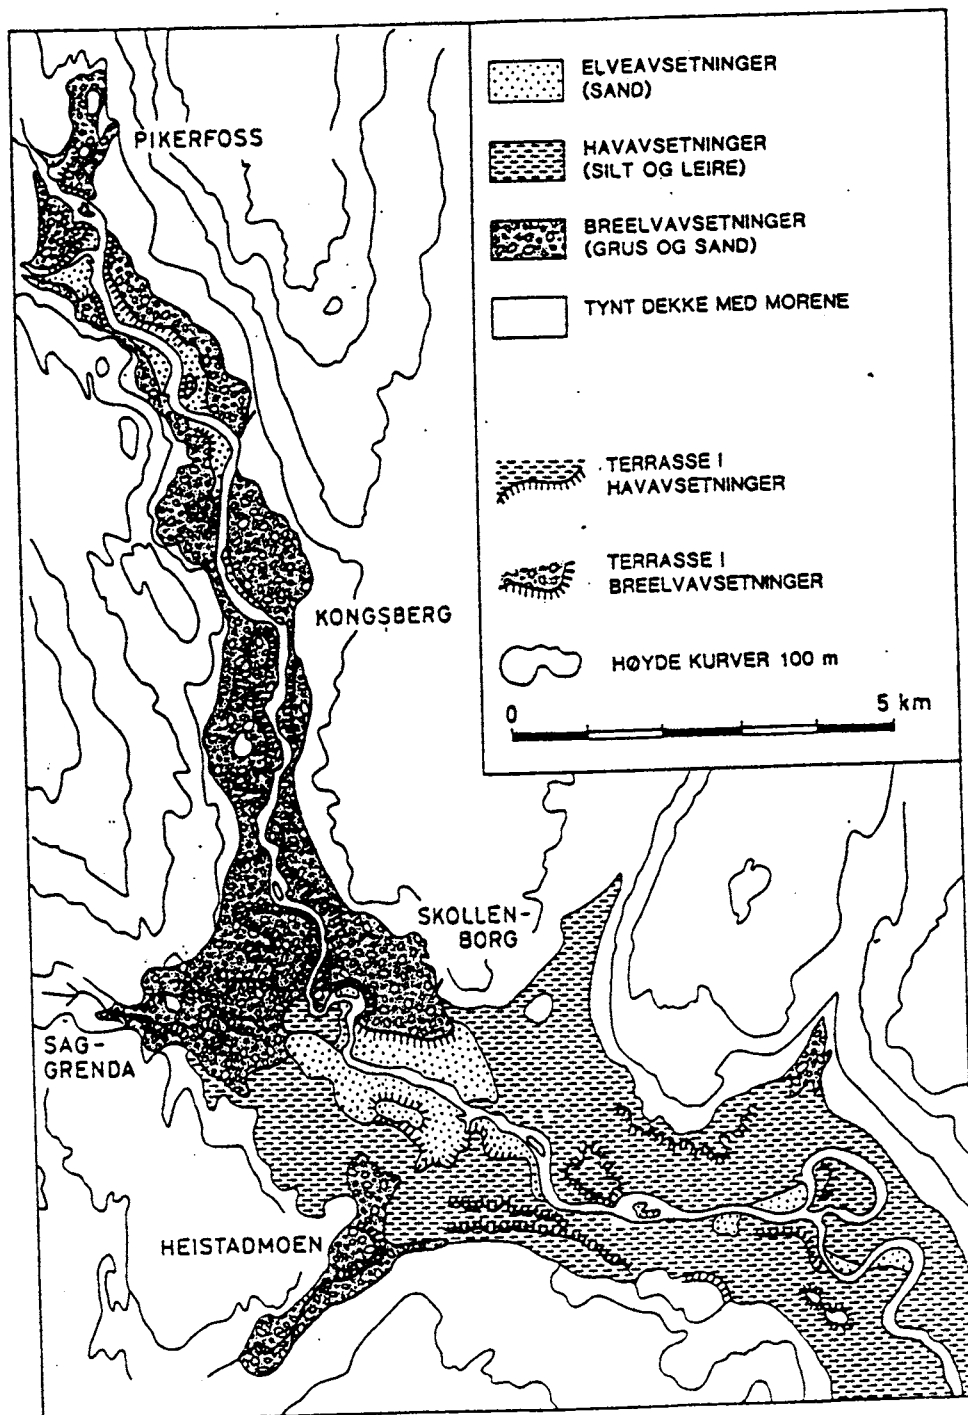 ELVEAVSETNINGER
(SAND)
HAVAVSETNINGER
(SILT OG LEIRE)
BREELVAVSETNINGER
(GRUS OG SAND)
TYNT DEKKE MED MORENE
TERRASSE I
HAVAVSETNINGER
TERRASSE I
BREELVAVSETNINGER
HØYDE KURVER 100 m
0 5 km
PIKERFOSS
KONGSBERG
SKOLLEN-
BORG
SAG-
GRENDA
HEISTADMOEN